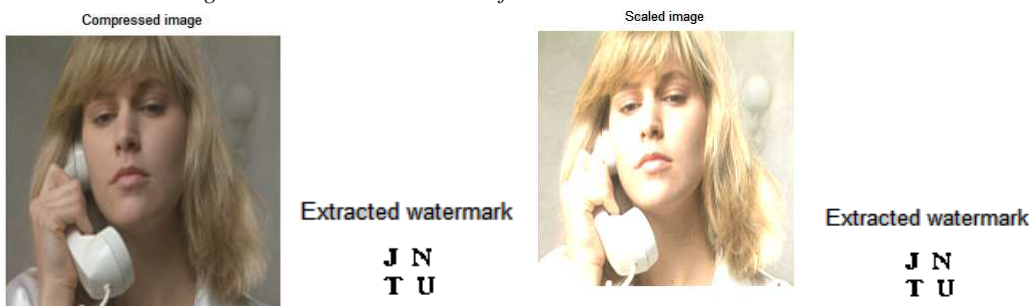 Compressed image
Scaled image
Extracted watermark
J N
T U
Extracted watermark
J N
T U